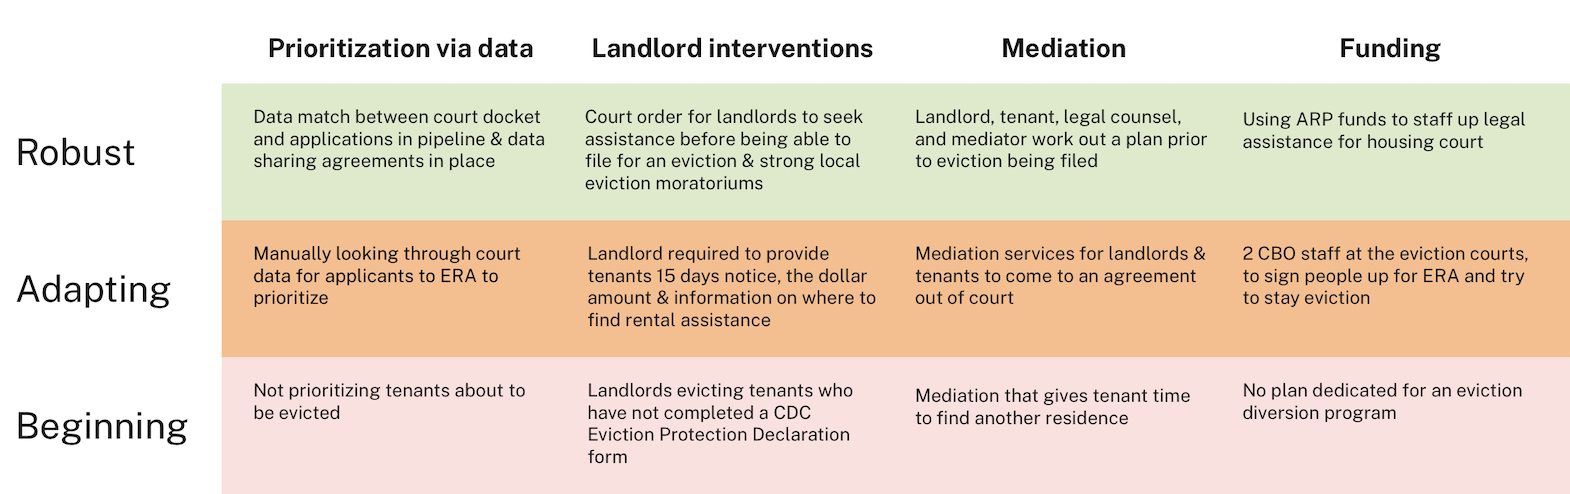 Prioritization via data
Landlord interventions
Mediation
Funding
Robust
Data match between court docket
and applications in pipeline & data
sharing agreements in place
Court order for landlords to seek
assistance before being able to
file for an eviction & strong local
eviction moratoriums
Landlord, tenant, legal counsel,
and mediator work out a plan prior
to eviction being filed
Using ARP funds to staff up legal
assistance for housing court
Adapting
Manually looking through court
data for applicants to ERA to
prioritize
Landlord required to provide
tenants 15 days notice, the dollar
amount & information on where to
find rental assistance
Mediation services for landlords &
tenants to come to an agreement
out of court
2 CBO staff at the eviction courts,
to sign people up for ERA and try
to stay eviction
Beginning
Not prioritizing tenants about to
be evicted
Landlords evicting tenants who
have not completed a CDC
Eviction Protection Declaration
form
Mediation that gives tenant time
to find another residence
No plan dedicated for an eviction
diversion program